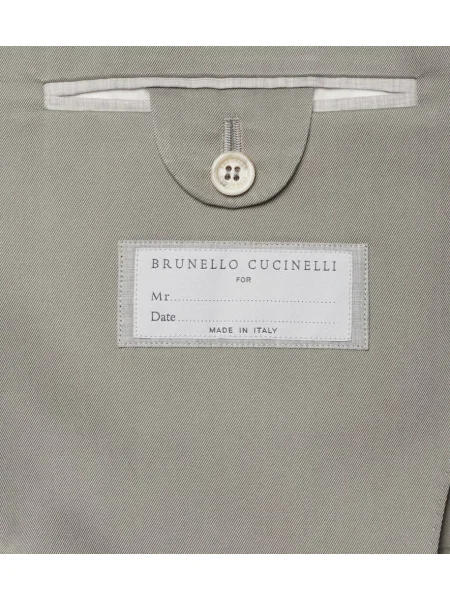 BRUNELLO CUCINELLI
FOR
Mr..............................................
Date............................................
MADE IN ITALY